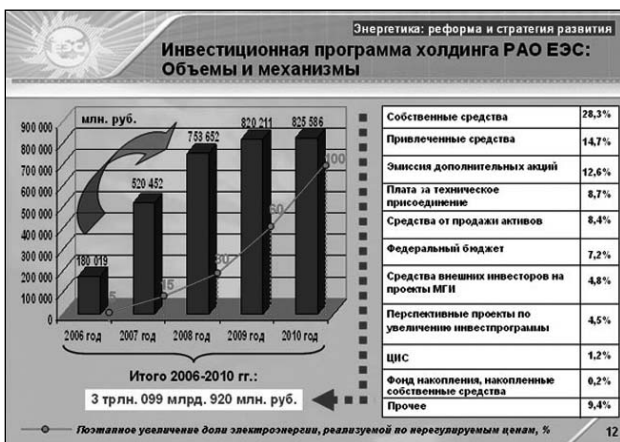 Энергетика: реформа и стратегия развития
ЕЭС
Инвестиционная программа холдинга РАО ЕЭС:
Объемы и механизмы
млн. руб.
900 000
800 000
700 000
600 000
500 000
400 000
300 000
200 000
100 000
0
180 019
520 452
753 652
820 211
825 586
5
15
30
60
100
2006 год
2007 год
2008 год
2009 год
2010 год
Итого 2006-2010 гг.:
3 трлн. 099 млрд. 920 млн. руб.
Собственные средства 28,3%
Привлеченные средства 14,7%
Эмиссия дополнительных акций 12,6%
Плата за техническое
присоединение 8,7%
Средства от продажи активов 8,4%
Федеральный бюджет 7,2%
Средства внешних инвесторов на
проекты МГИ 4,8%
Перспективные проекты по
увеличению инвестпрограммы 4,5%
ЦИС 1,2%
Фонд накопления, накопленные
собственные средства 0,2%
Прочее 9,4%
Поэтапное увеличение доли электроэнергии, реализуемой по нерегулируемым ценам, %
12